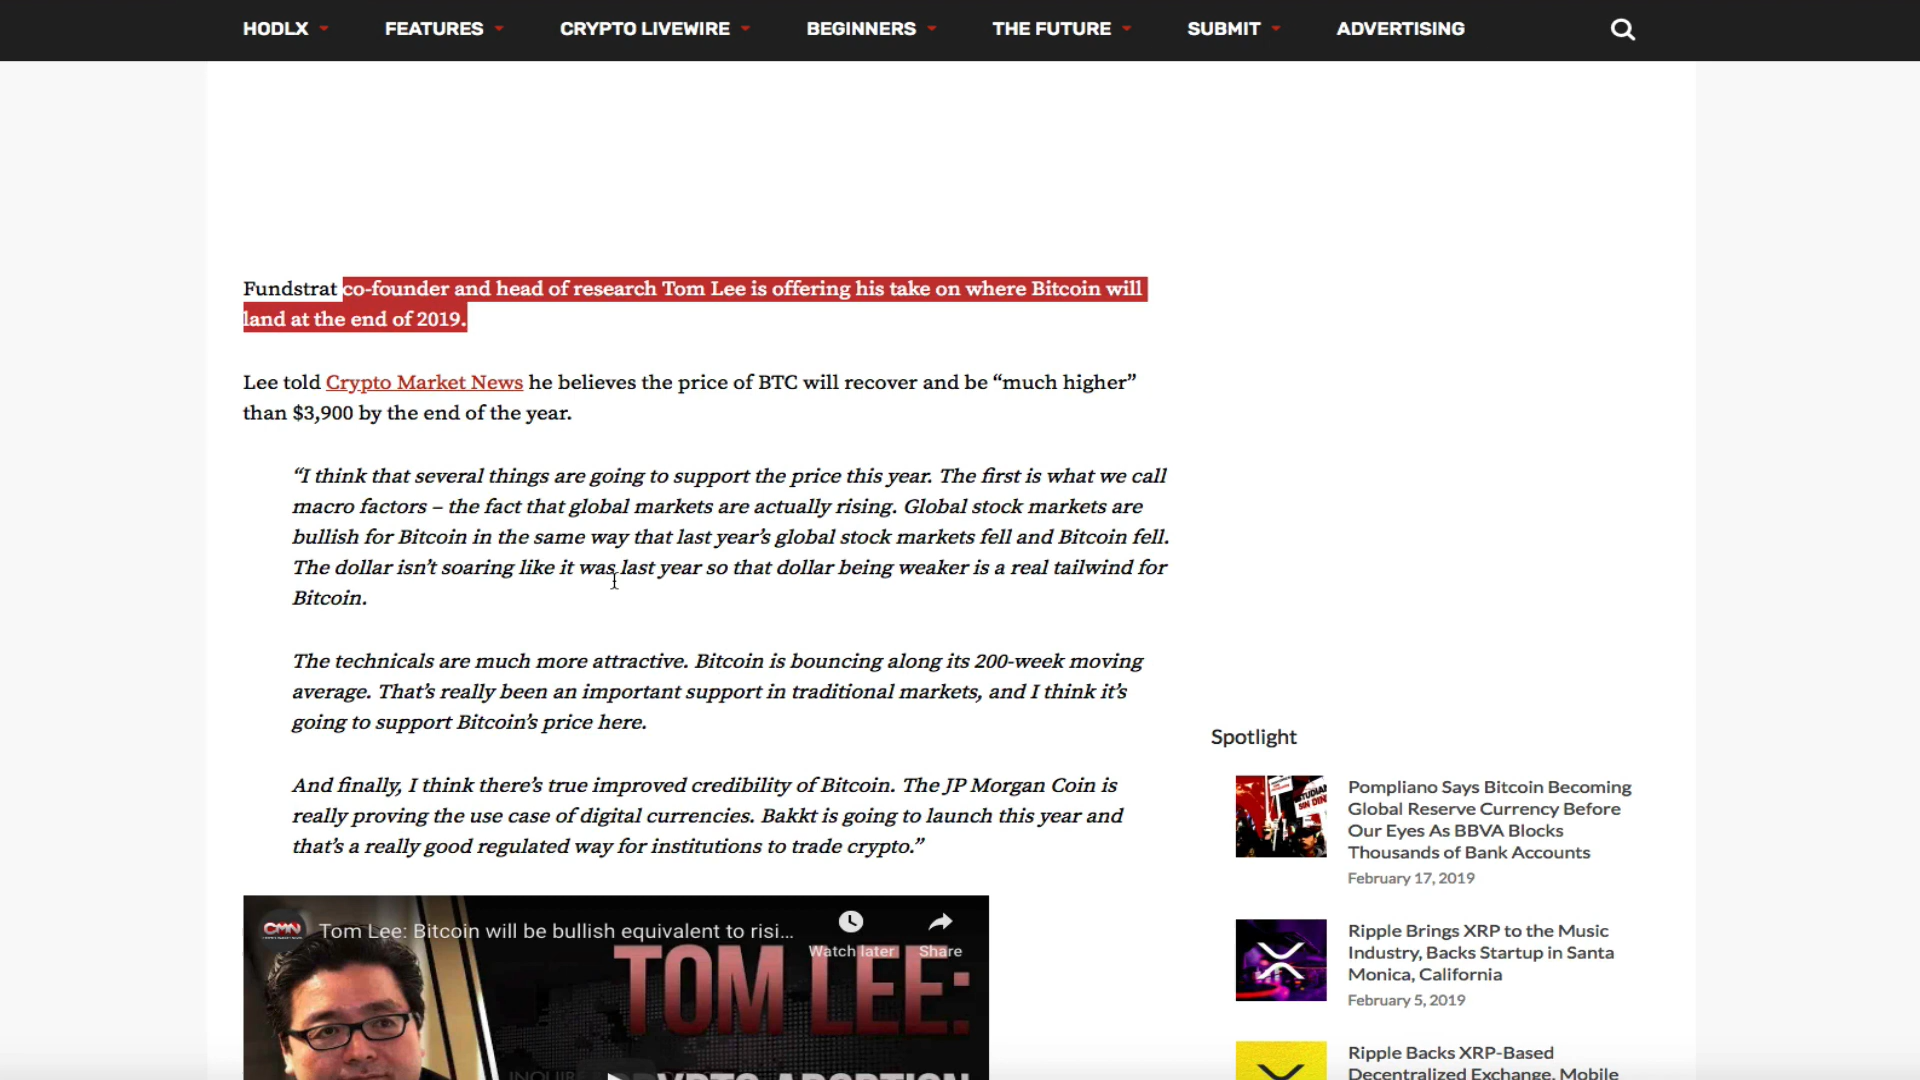 HODLX FEATURES CRYPTO LIVEWIRE BEGINNERS THE FUTURE SUBMIT ADVERTISING
Fundstrat co-founder and head of research Tom Lee is offering his take on where Bitcoin will
land at the end of 2019.
Lee told Crypto Market News he believes the price of BTC will recover and be “much higher”
than $3,900 by the end of the year.
“I think that several things are going to support the price this year. The first is what we call
macro factors – the fact that global markets are actually rising. Global stock markets are
bullish for Bitcoin in the same way that last year’s global stock markets fell and Bitcoin fell.
The dollar isn’t soaring like it was last year so that dollar being weaker is a real tailwind for
Bitcoin.
The technicals are much more attractive. Bitcoin is bouncing along its 200-week moving
average. That’s really been an important support in traditional markets, and I think it’s
going to support Bitcoin’s price here.
And finally, I think there’s true improved credibility of Bitcoin. The JP Morgan Coin is
really proving the use case of digital currencies. Bakkt is going to launch this year and
that’s a really good regulated way for institutions to trade crypto.”
CMN
Tom Lee: Bitcoin will be bullish equivalent to risi...
Watch later
Share
TOM LEE:
CRYPTO ADOPTION
Spotlight
Pompliano Says Bitcoin Becoming
Global Reserve Currency Before
Our Eyes As BBVA Blocks
Thousands of Bank Accounts
February 17, 2019
Ripple Brings XRP to the Music
Industry, Backs Startup in Santa
Monica, California
February 5, 2019
Ripple Backs XRP-Based
Decentralized Exchange, Mobile